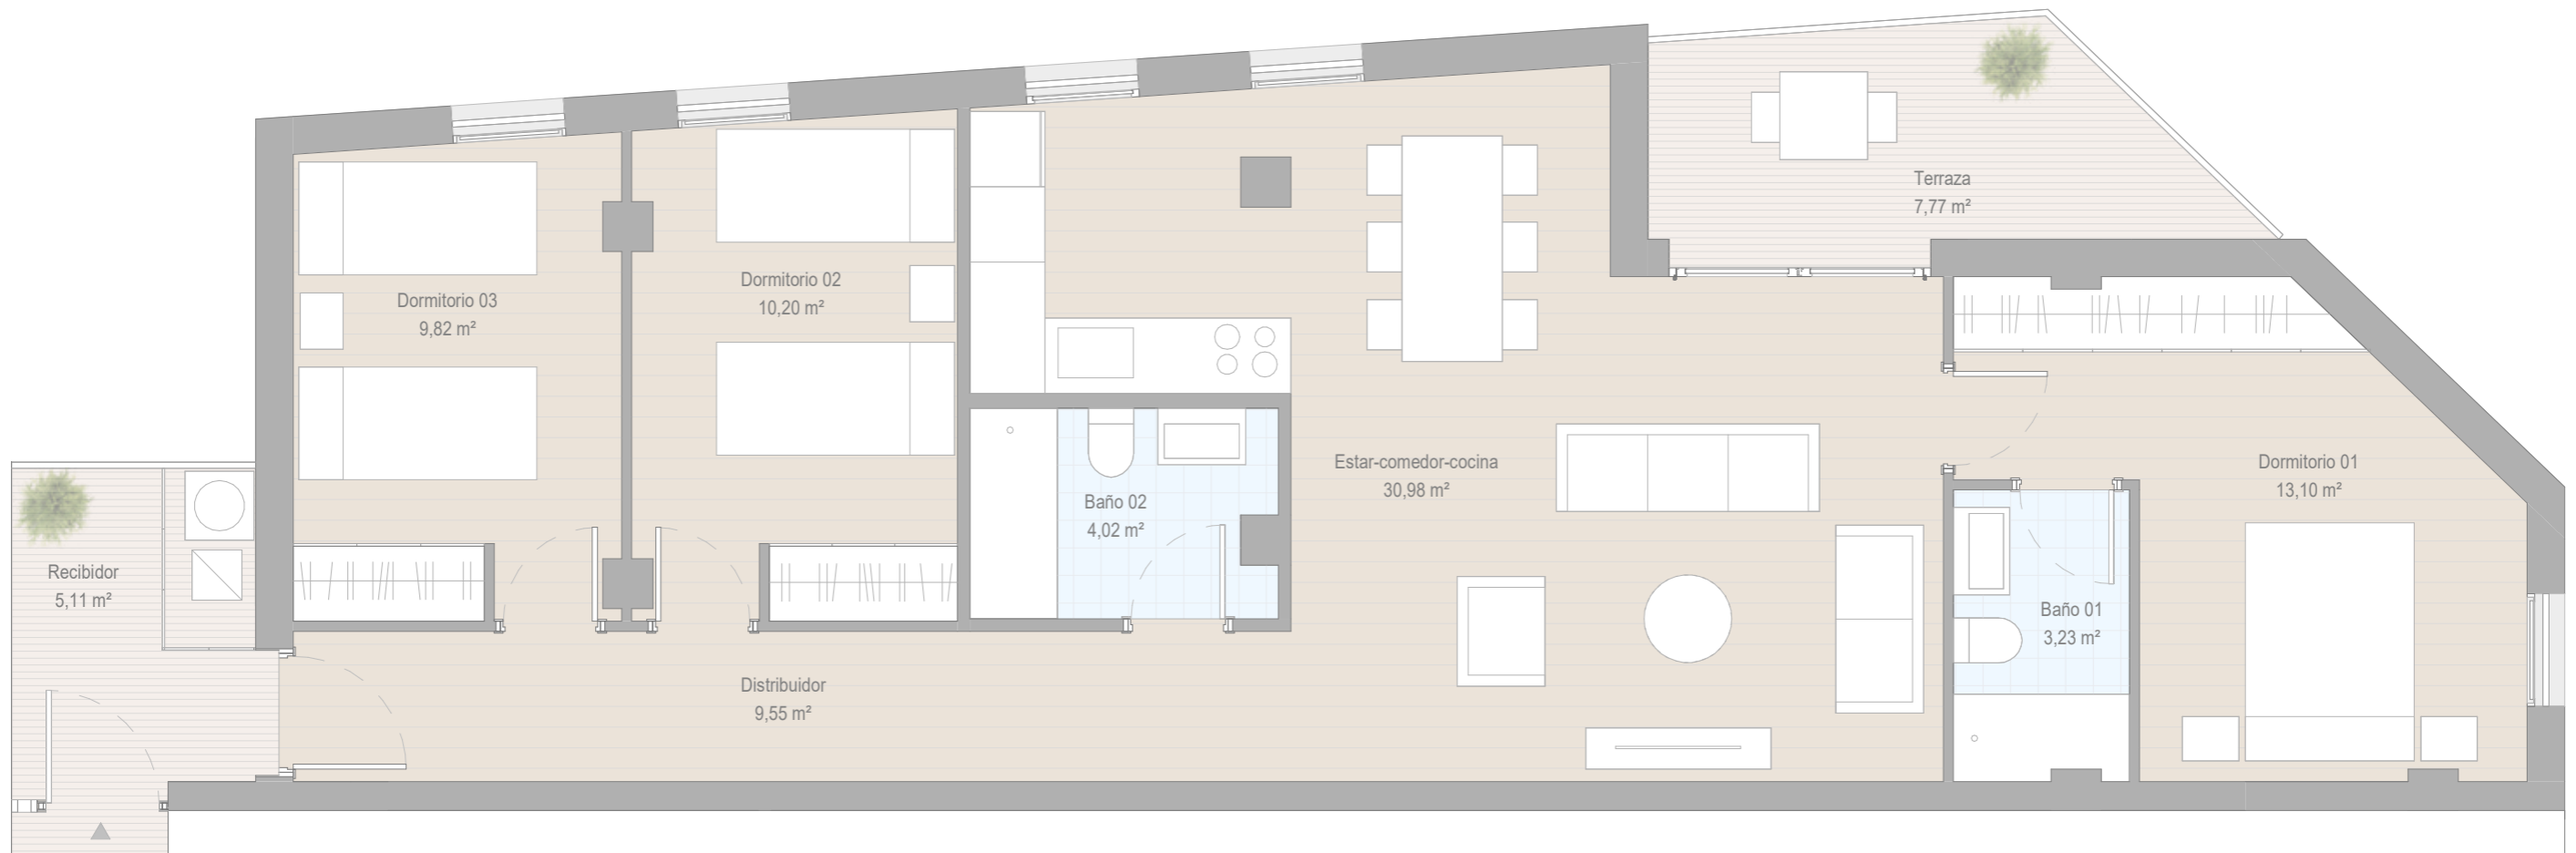 Terraza
7,77 m²
Dormitorio 03
9,82 m²
Dormitorio 02
10,20 m²
Estar-comedor-cocina
30,98 m²
Dormitorio 01
13,10 m²
Baño 02
4,02 m²
Recibidor
5,11 m²
Baño 01
3,23 m²
Distribuidor
9,55 m²